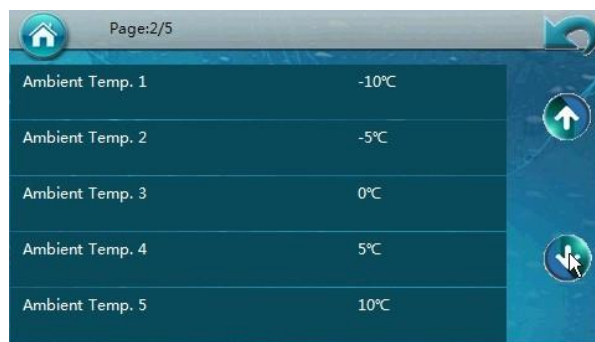 Page:2/5
Ambient Temp. 1 -10℃
Ambient Temp. 2 -5℃
Ambient Temp. 3 0℃
Ambient Temp. 4 5℃
Ambient Temp. 5 10℃